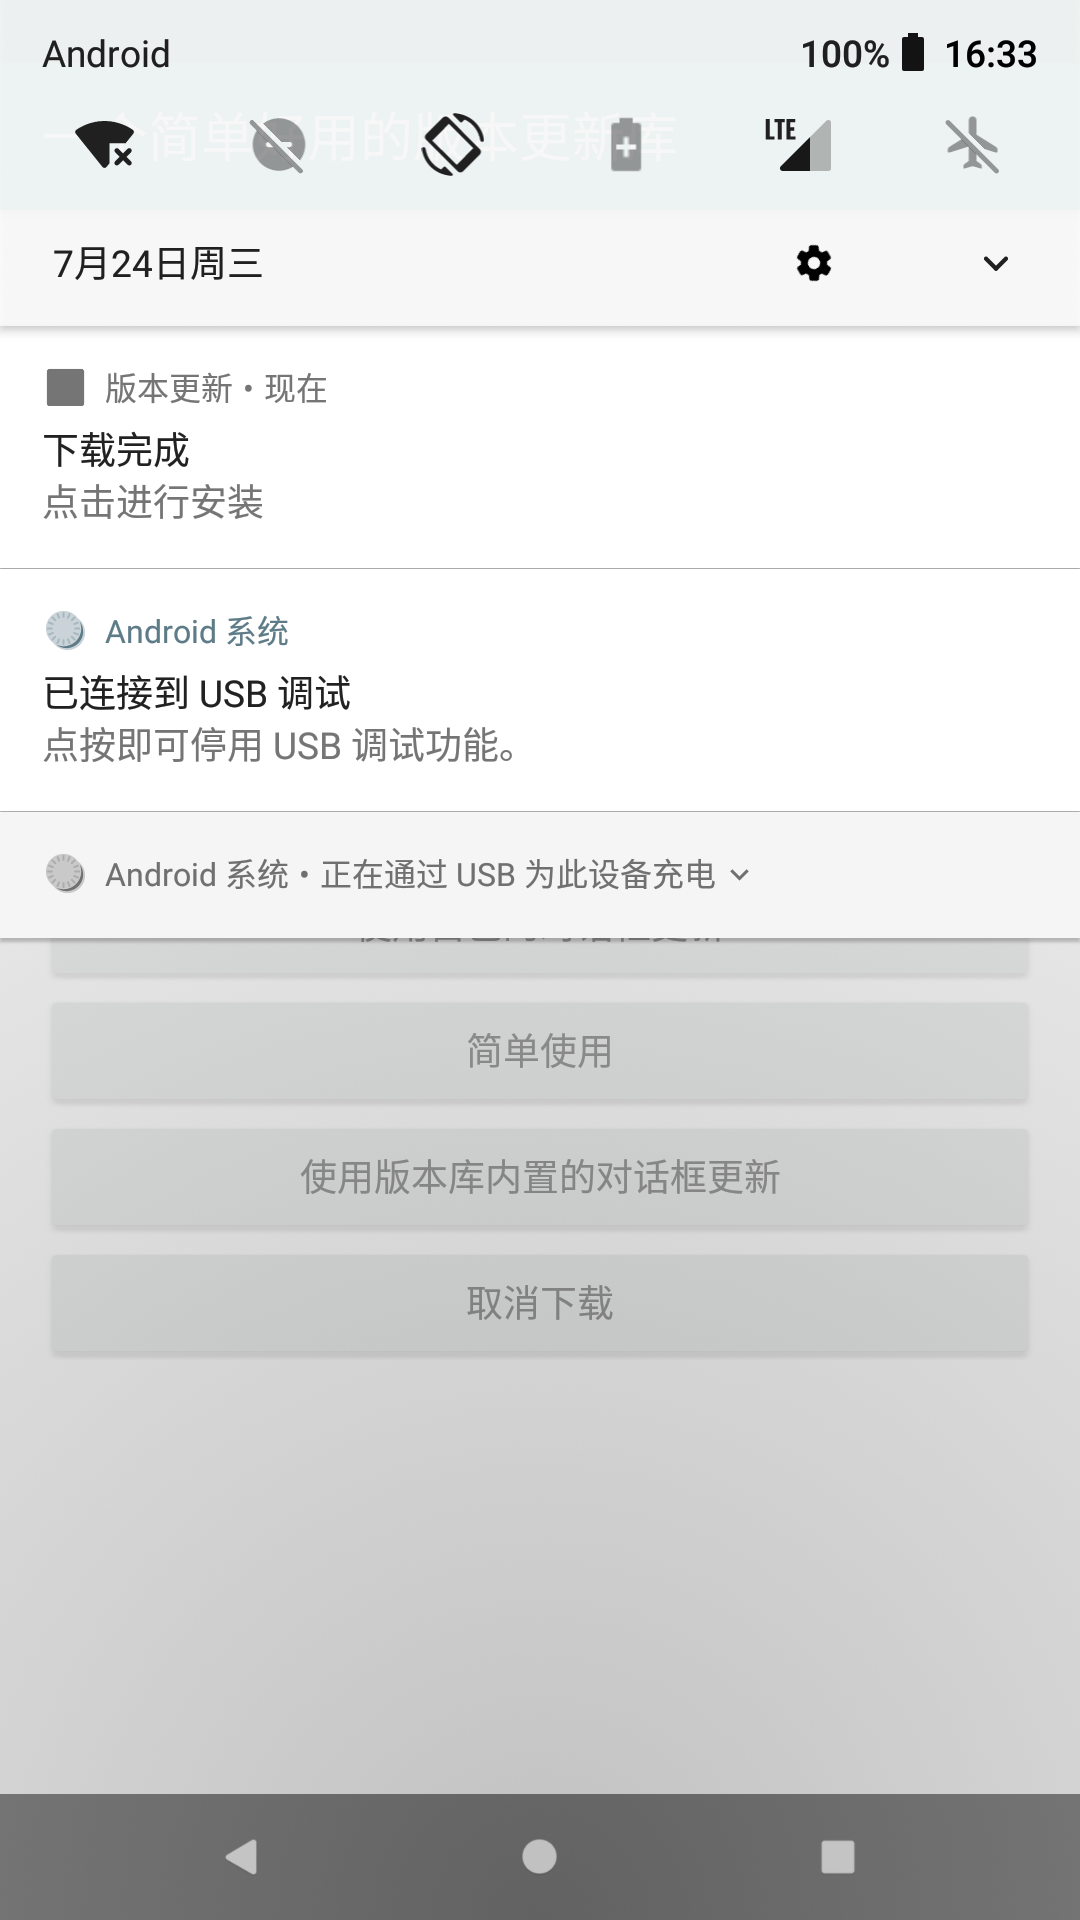 Android 100% 16:33
一个简单好用的版本更新库
LTE
7月24日周三
版本更新 • 现在
下载完成
点击进行安装
Android 系统
已连接到 USB 调试
点按即可停用 USB 调试功能。
Android 系统 • 正在通过 USB 为此设备充电
简单使用
使用版本库内置的对话框更新
取消下载